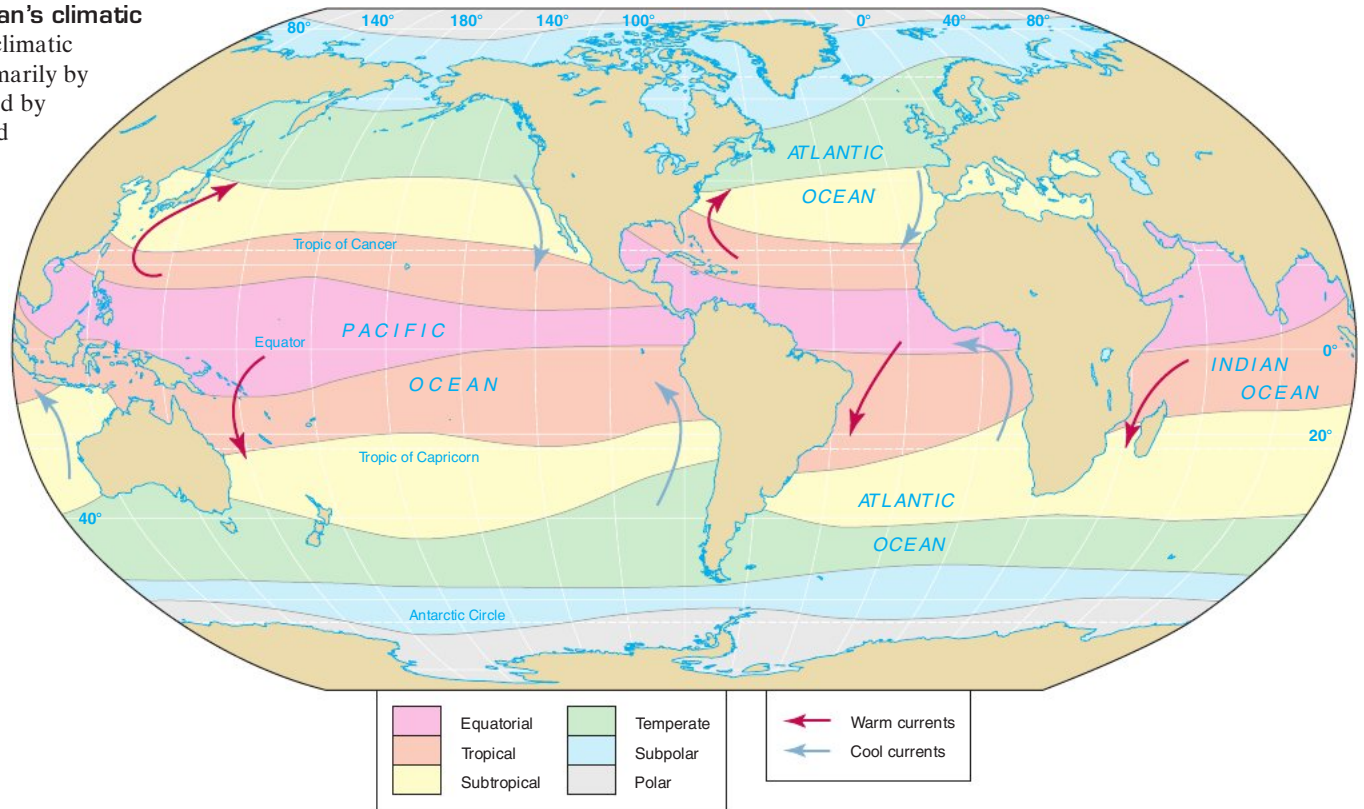 an's climatic
climatic
marily by
d by
d
80°
140°
180°
140°
100°
0°
40°
80°
ATLANTIC
OCEAN
Tropic of Cancer
PACIFIC
Equator
OCEAN
0°
INDIAN
OCEAN
20°
Tropic of Capricorn
40°
ATLANTIC
OCEAN
Antarctic Circle
Equatorial
Tropical
Subtropical
Temperate
Subpolar
Polar
Warm currents
Cool currents